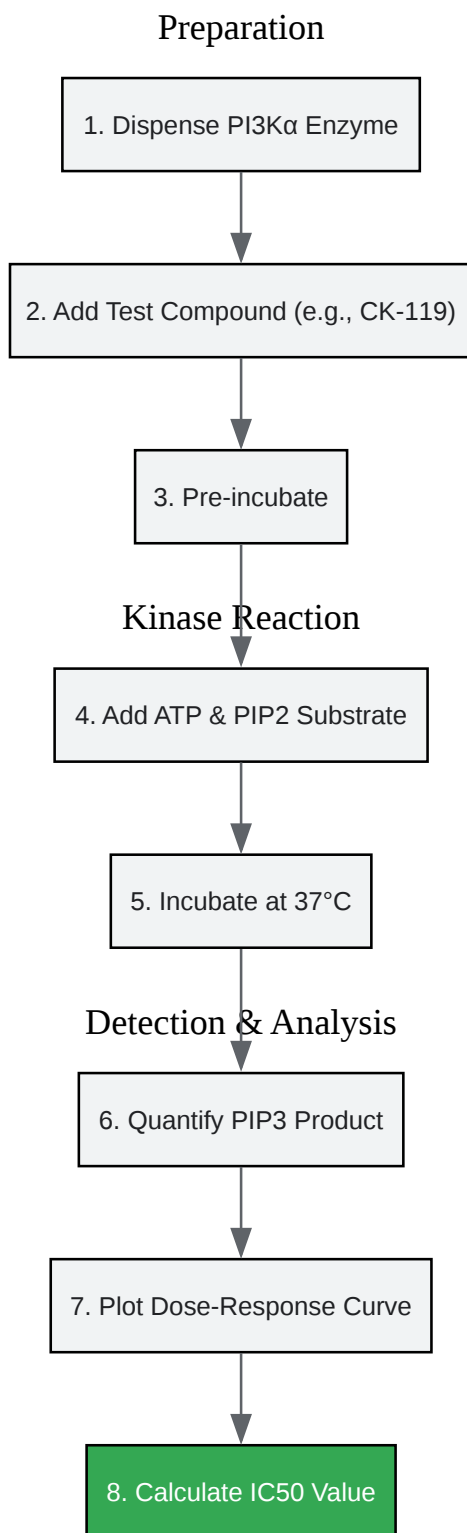 Preparation
1. Dispense PI3Kα Enzyme
2. Add Test Compound (e.g., CK-119)
3. Pre-incubate
Kinase Reaction
4. Add ATP & PIP2 Substrate
5. Incubate at 37°C
Detection & Analysis
6. Quantify PIP3 Product
7. Plot Dose-Response Curve
8. Calculate IC50 Value